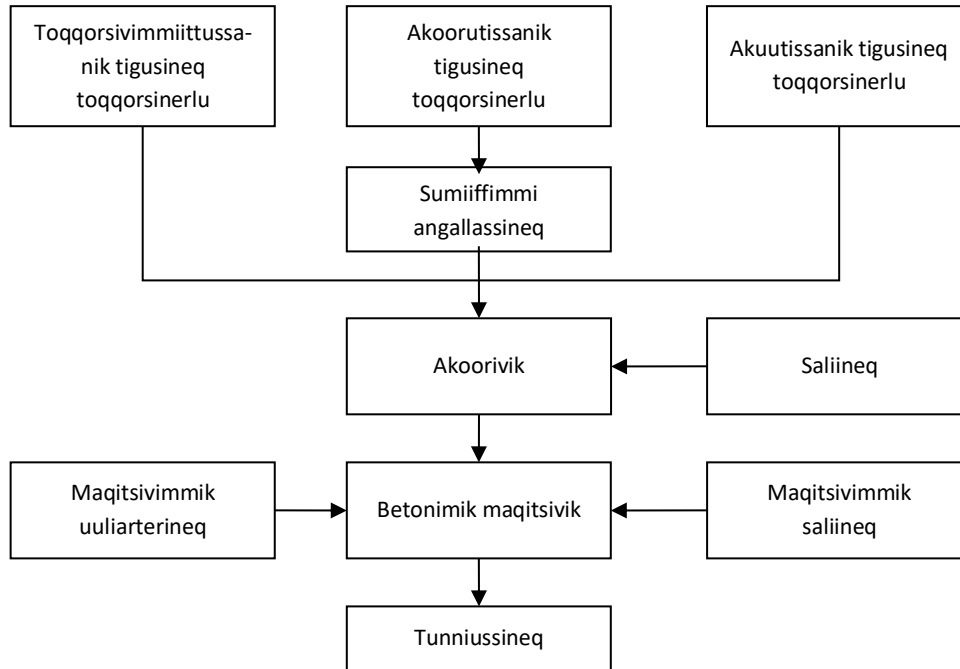 Toqqorsivimmiittussa-
nik tigusineq
toqqorsinerlu
Akoorutissanik
tigusineq
toqqorsinerlu
Akuutissanik tigusineq
toqqorsinerlu
Sumiiffimmi
angallassineq
Akoorivik
Saliineq
Maqitsivimmik
uuliarterineq
Betonimik maqitsivik
Maqitsivimmik
saliineq
Tunniussineq